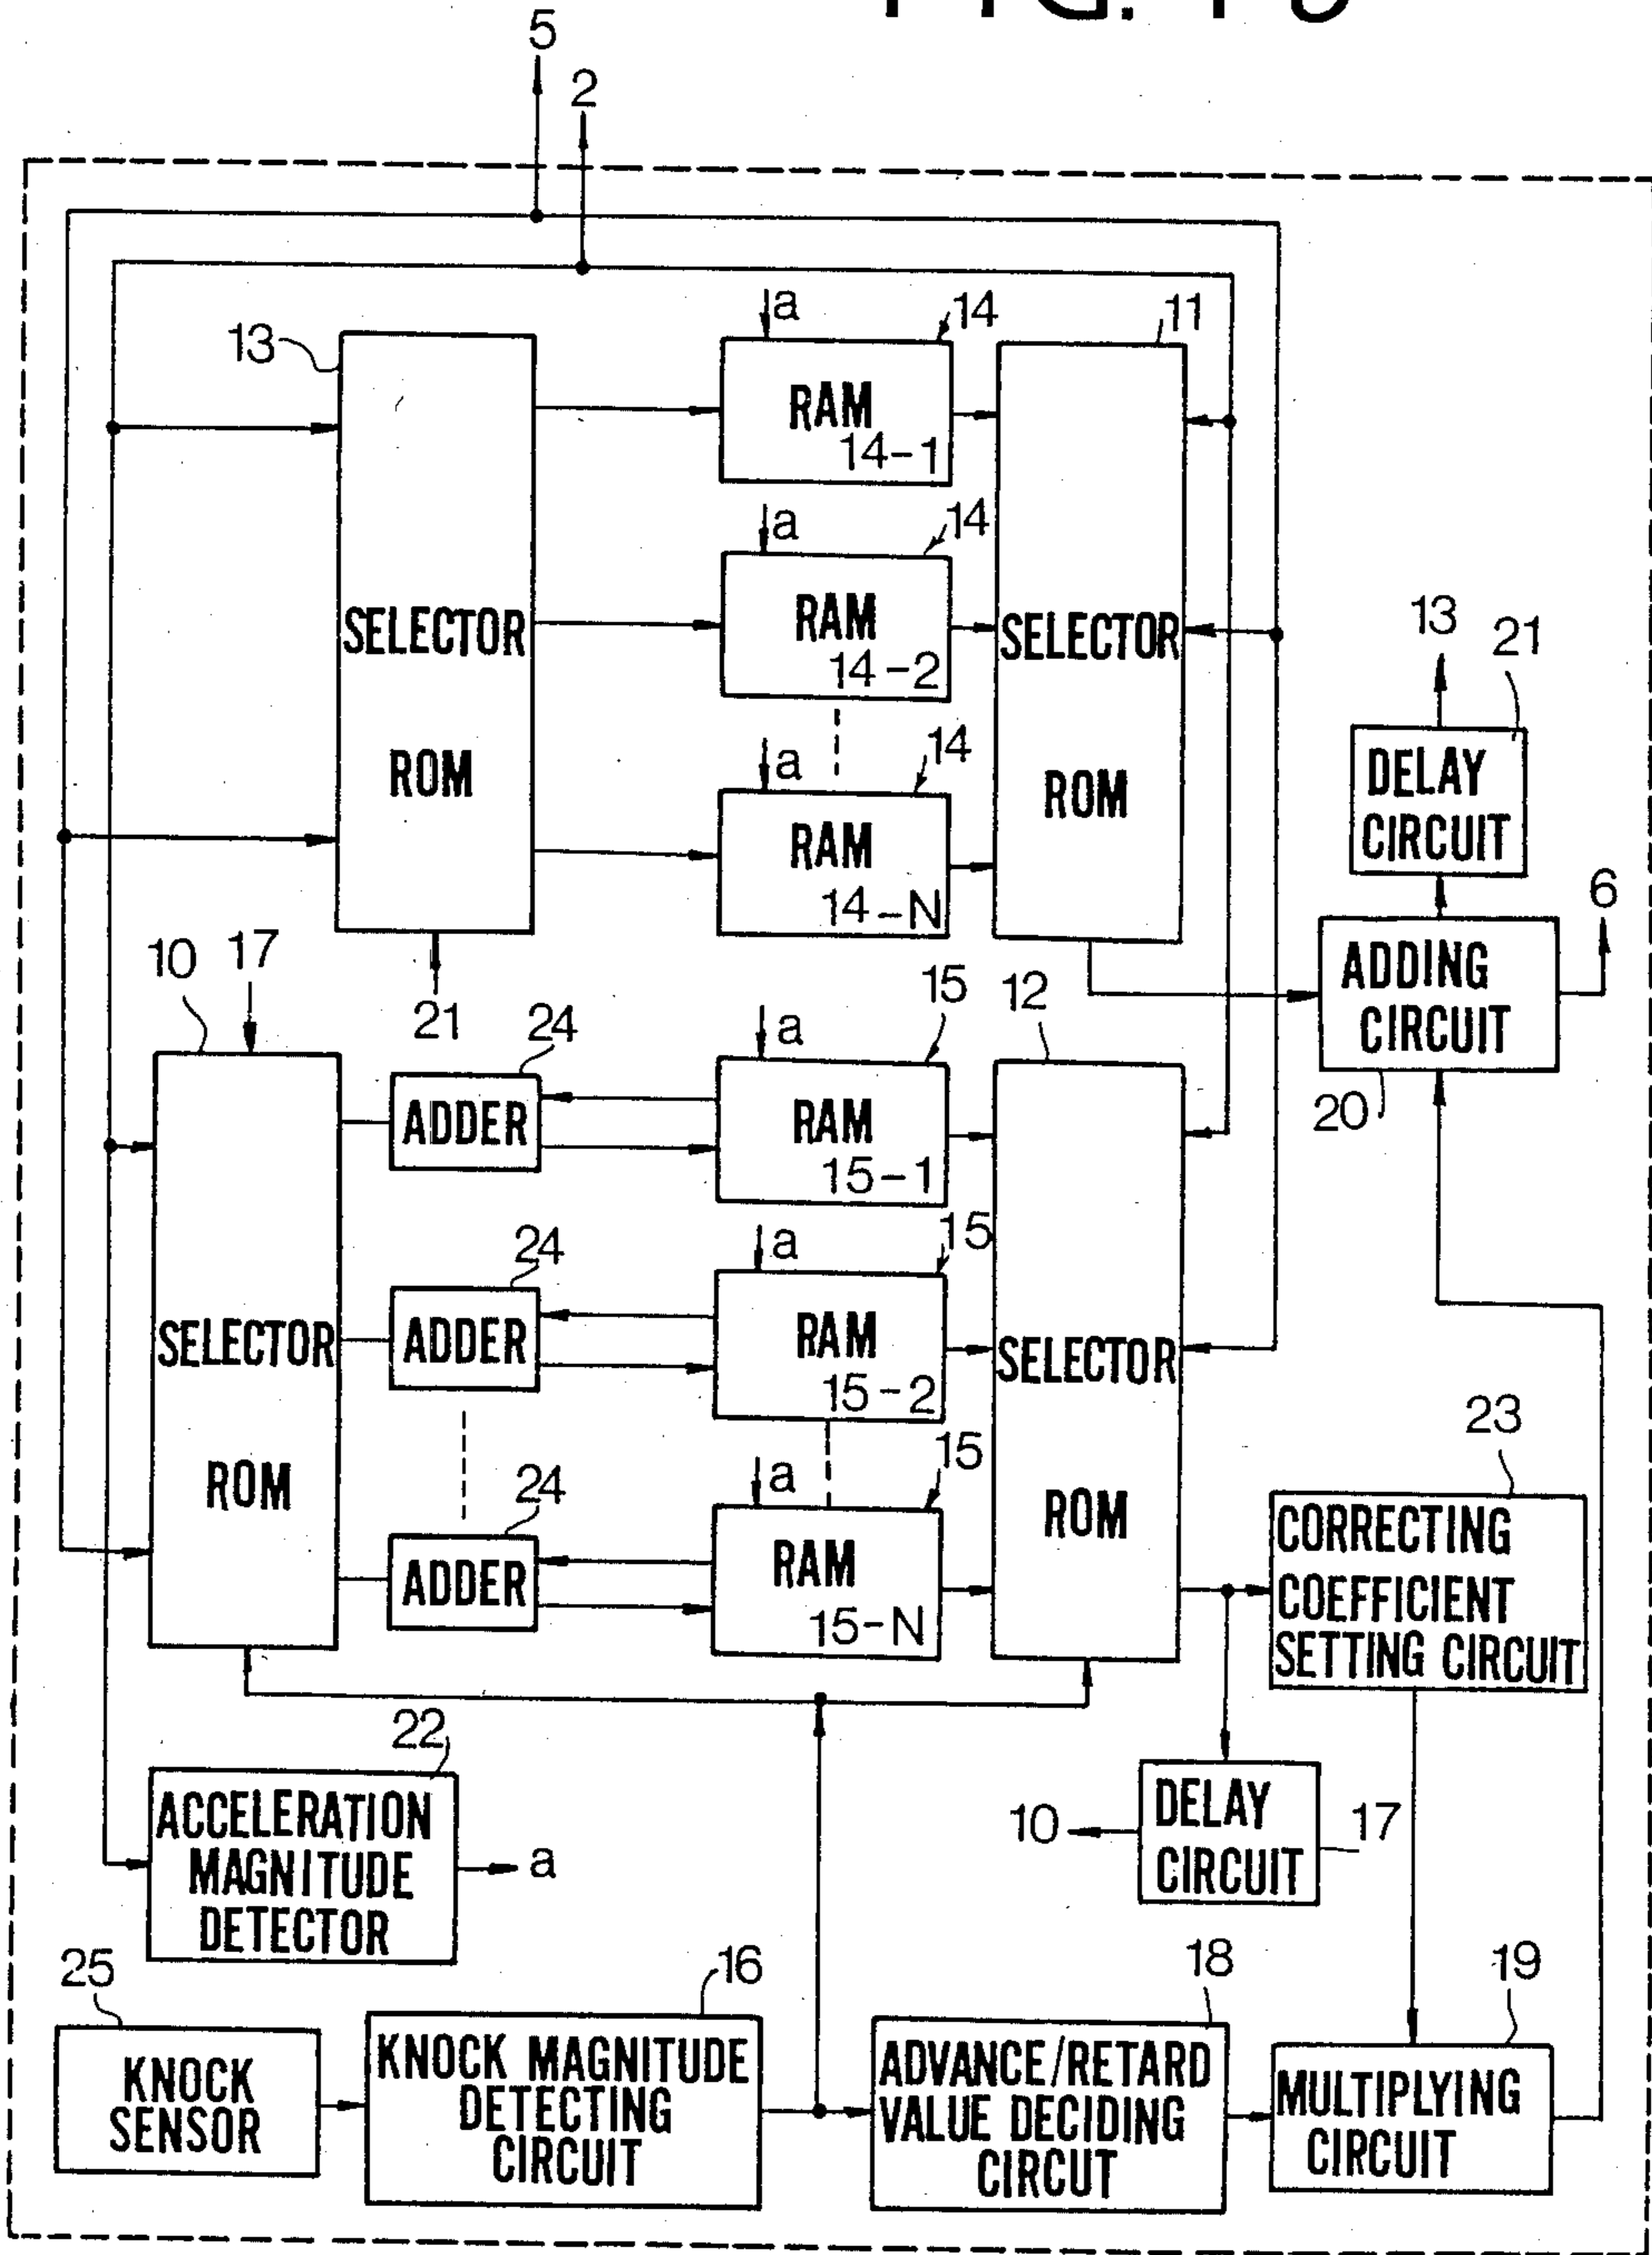 5
2
13
a
14
11
RAM
14-1
a
14
SELECTOR
ROM
RAM
14-2
SELECTOR
ROM
a
14
RAM
14-N
13
21
DELAY
CIRCUIT
6
10
17
21
24
a
15
12
ADDING
CIRCUIT
20
ADDER
RAM
15-1
24
a
15
SELECTOR
ROM
ADDER
RAM
15-2
SELECTOR
ROM
24
a
15
23
ADDER
RAM
15-N
CORRECTING
COEFFICIENT
SETTING CIRCUIT
22
ACCELERATION
MAGNITUDE
DETECTOR
a
10
DELAY
CIRCUIT
17
25
KNOCK
SENSOR
16
KNOCK MAGNITUDE
DETECTING
CIRCUIT
18
ADVANCE/RETARD
VALUE DECIDING
CIRCUT
19
MULTIPLYING
CIRCUIT